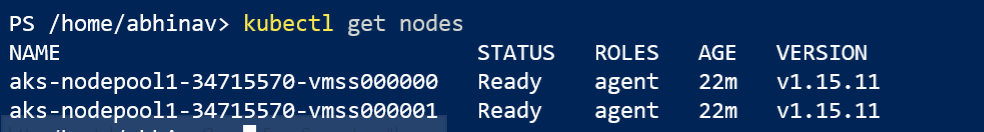 PS /home/abhinav> kubectl get nodes
NAME STATUS ROLES AGE VERSION
aks-nodepool1-34715570-vmss000000 Ready agent 22m v1.15.11
aks-nodepool1-34715570-vmss000001 Ready agent 22m v1.15.11